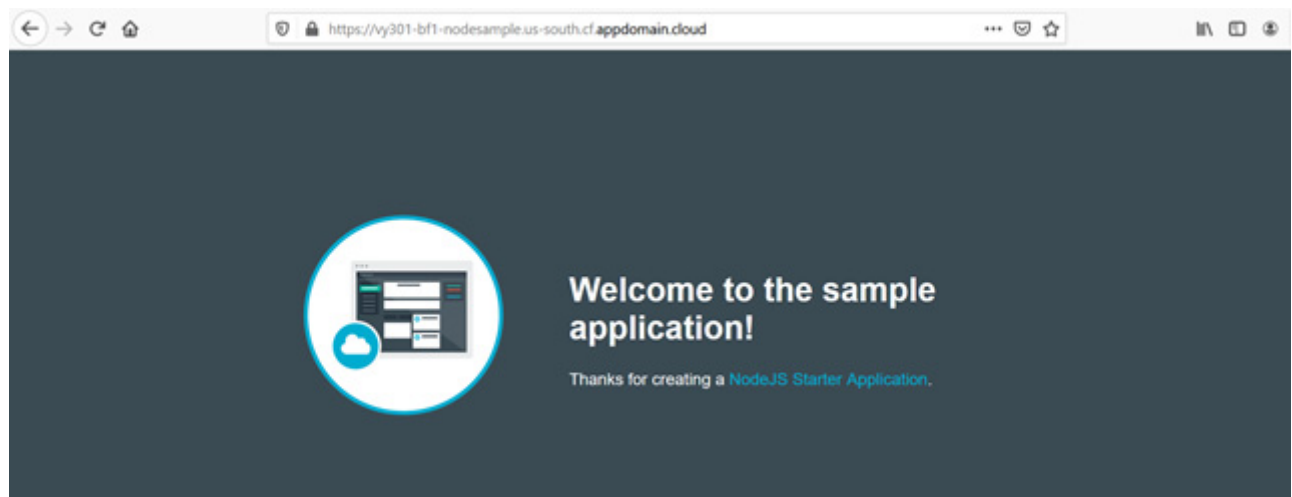 https://vy301-bf1-nodesample.us-south.cf.appdomain.cloud
Welcome to the sample
application!
Thanks for creating a NodeJS Starter Application.